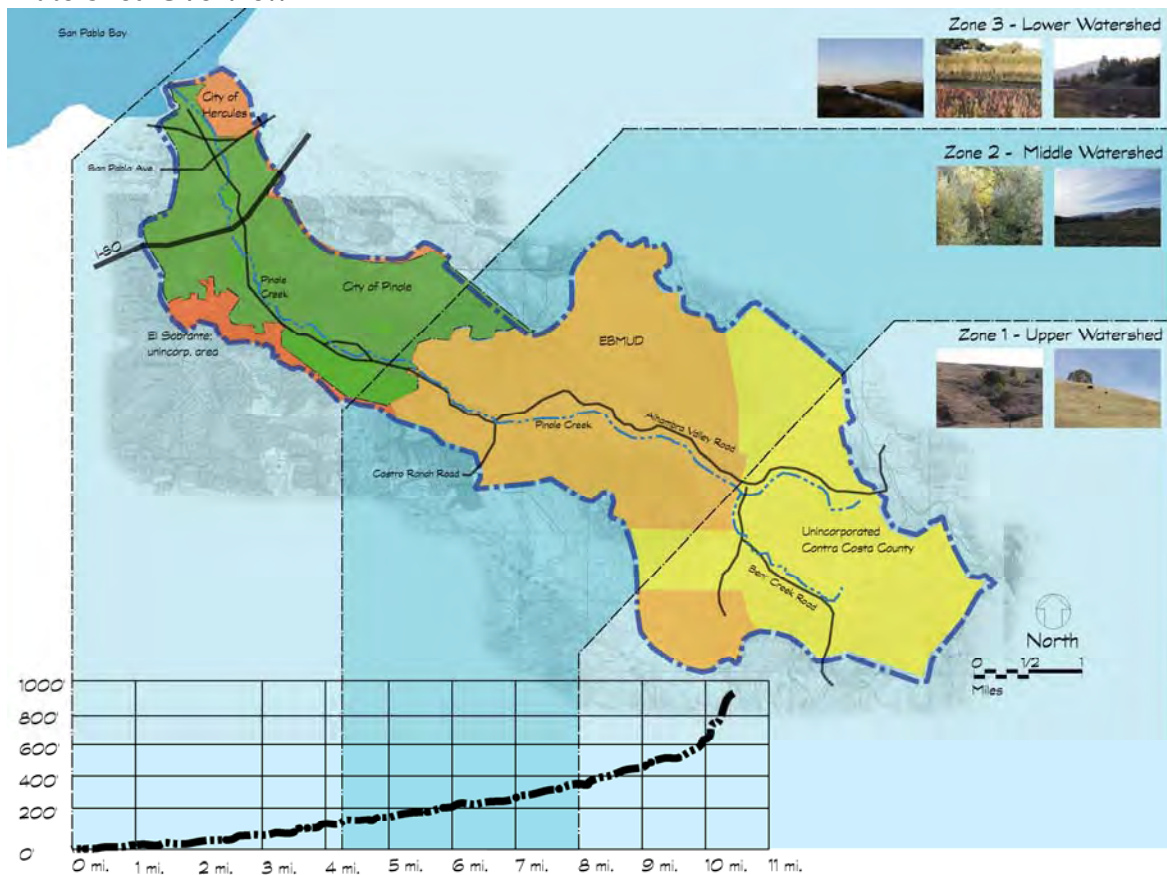 San Pablo Bay
Zone 3 - Lower Watershed
City of
Hercules
San Pablo Ave
Zone 2 - Middle Watershed
I-80
Pinole
Creek
City of Pinole
El Sobrante;
unincorp. area
EBMUD
Zone 1 - Upper Watershed
Alhambra Valley Road
Pinole Creek
Castro Ranch Road
Unincorporated
Contra Costa County
Creek Road
North
0 1/2 1
Miles
1000'
800'
600'
400'
200'
0'
0 mi. 1 mi. 2 mi. 3 mi. 4 mi. 5 mi. 6 mi. 7 mi. 8 mi. 9 mi. 10 mi. 11 mi.